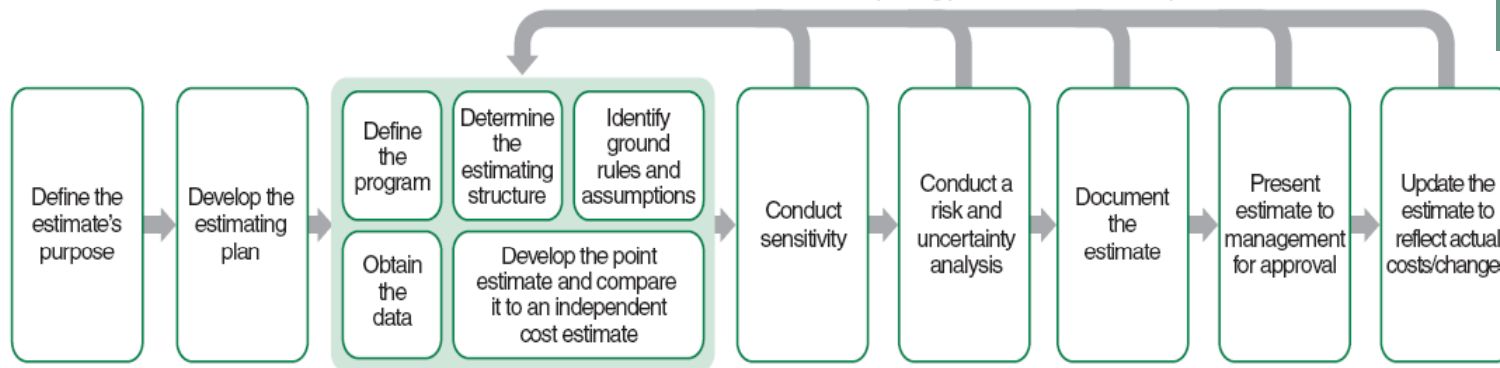 Define the
estimate's
purpose
Develop the
estimating
plan
Define
the
program
Determine
the
estimating
structure
Identify
ground
rules and
assumptions
Obtain
the
data
Develop the point
estimate and compare
it to an independent
cost estimate
Conduct
sensitivity
Conduct a
risk and
uncertainty
analysis
Document
the
estimate
Present
estimate to
management
for approval
Update the
estimate to
reflect actual
costs/change